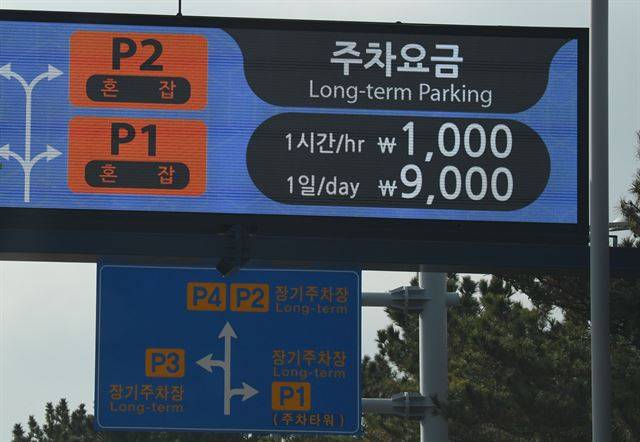 P2
혼 잡
P1
혼 잡
주차요금
Long-term Parking
1시간/hr ₩1,000
1일/day ₩9,000
P4 P2 장기주차장
Long-term
P3
장기주차장
Long-term
장기주차장
Long-term
P1
(주차타워)